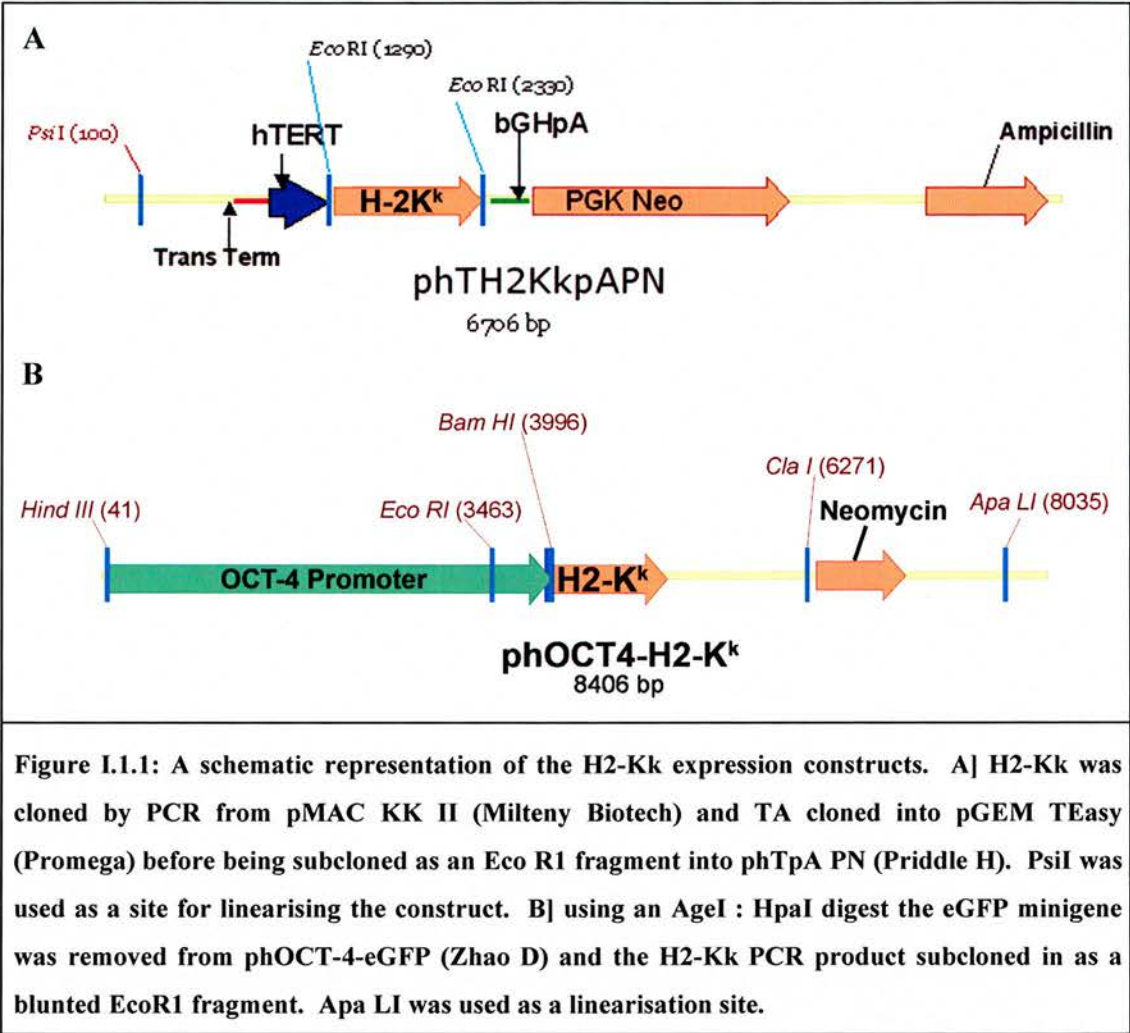 A
EcoRI (1290)
EcoRI (2330)
PsiI (100)
hTERT
bGHpA
Ampicillin
H-2Kᵏ
PGK Neo
Trans Term
phTH2KkpAPN
6706 bp
B
Bam HI (3996)
Cla I (6271)
Hind III (41)
Eco RI (3463)
Neomycin
Apa LI (8035)
OCT-4 Promoter
H2-Kᵏ
phOCT4-H2-Kᵏ
8406 bp
Figure I.1.1: A schematic representation of the H2-Kk expression constructs. A] H2-Kk was
cloned by PCR from pMAC KK II (Milteny Biotech) and TA cloned into pGEM TEasy
(Promega) before being subcloned as an Eco R1 fragment into phTpA PN (Priddle H). PsiI was
used as a site for linearising the construct. B] using an AgeI : HpaI digest the eGFP minigene
was removed from phOCT-4-eGFP (Zhao D) and the H2-Kk PCR product subcloned in as a
blunted EcoR1 fragment. Apa LI was used as a linearisation site.